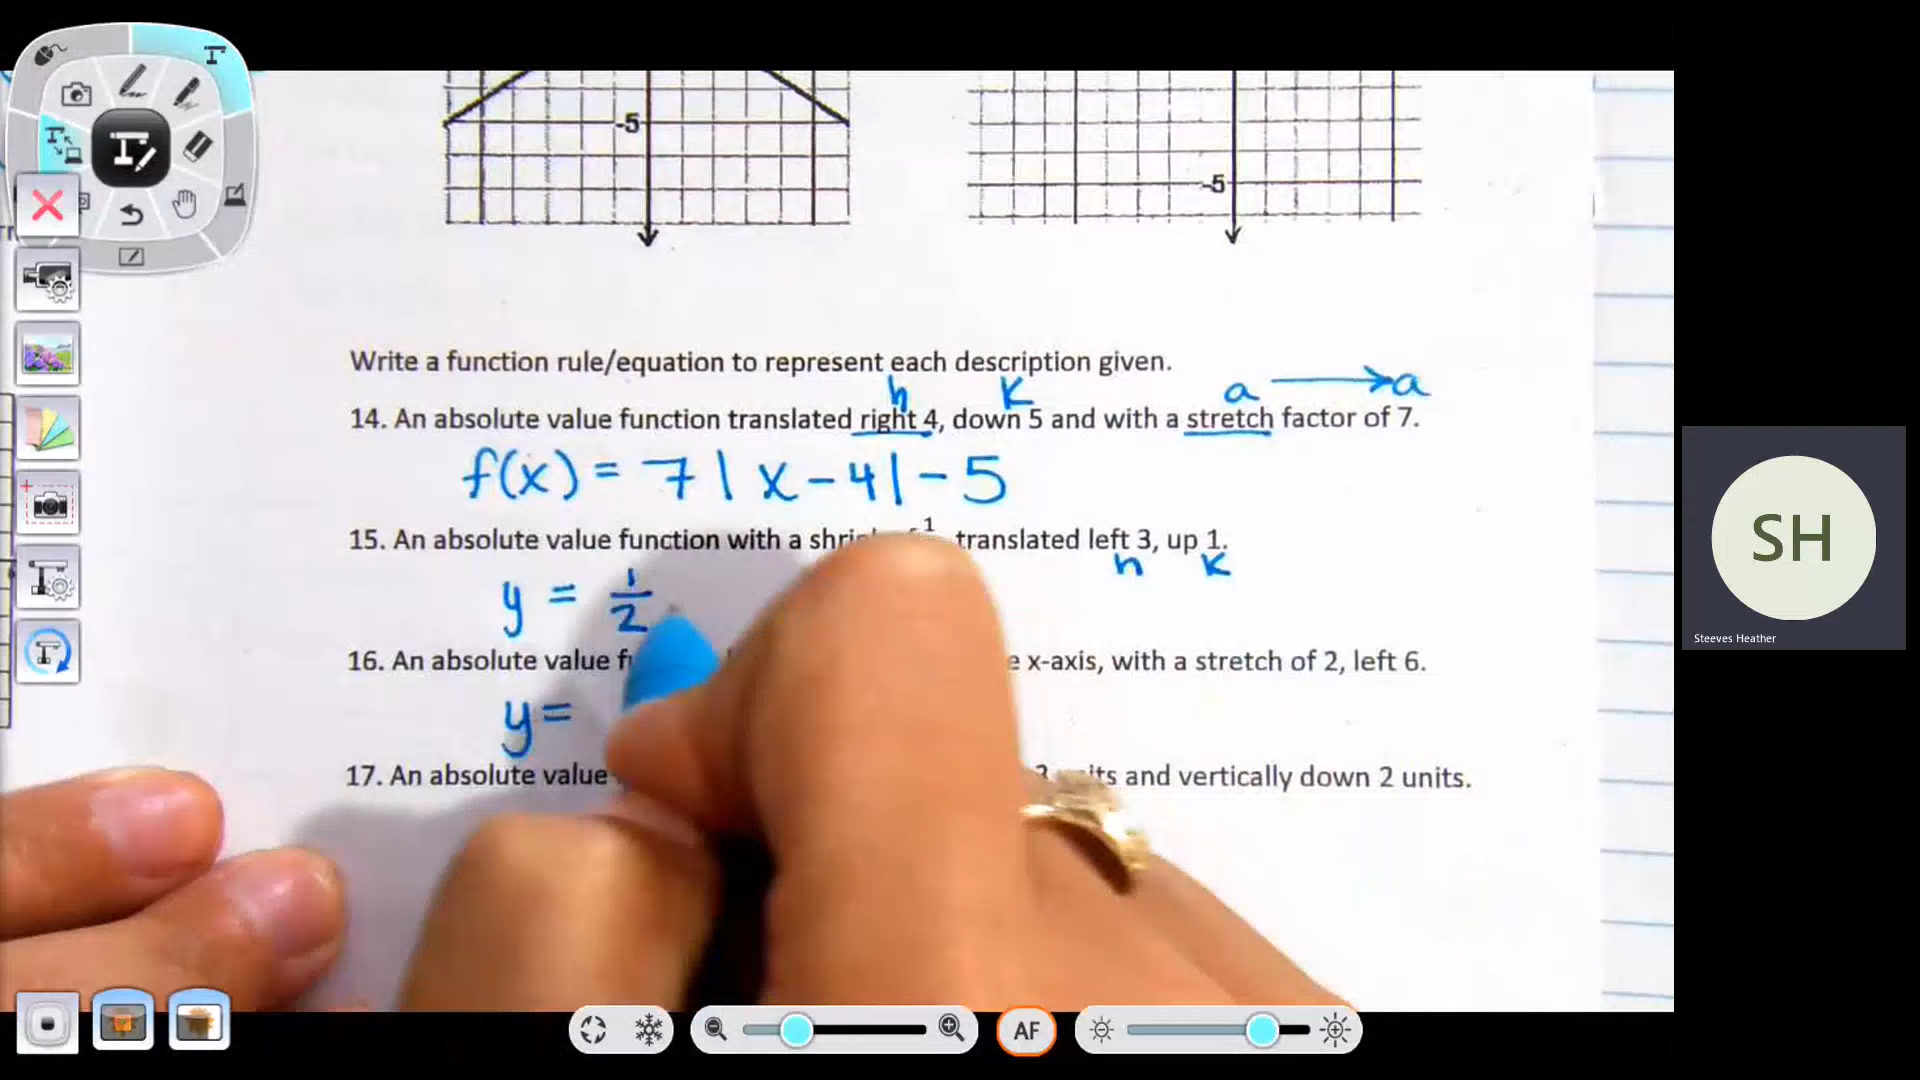 -5
-5
Write a function rule/equation to represent each description given.
h K a → a
14. An absolute value function translated right 4, down 5 and with a stretch factor of 7.
f(x) = 7|x-4|-5
15. An absolute value function with a 1 translated left 3, up 1.
h K
y = 1/2
16. An absolute value x-axis, with a stretch of 2, left 6.
y=
17. An absolute value and vertically down 2 units.
SH
Steeves Heather
AF